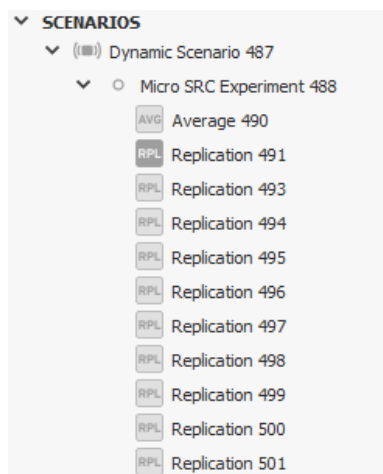 SCENARIOS
Dynamic Scenario 487
Micro SRC Experiment 488
AVG Average 490
RPL Replication 491
RPL Replication 493
RPL Replication 494
RPL Replication 495
RPL Replication 496
RPL Replication 497
RPL Replication 498
RPL Replication 499
RPL Replication 500
RPL Replication 501